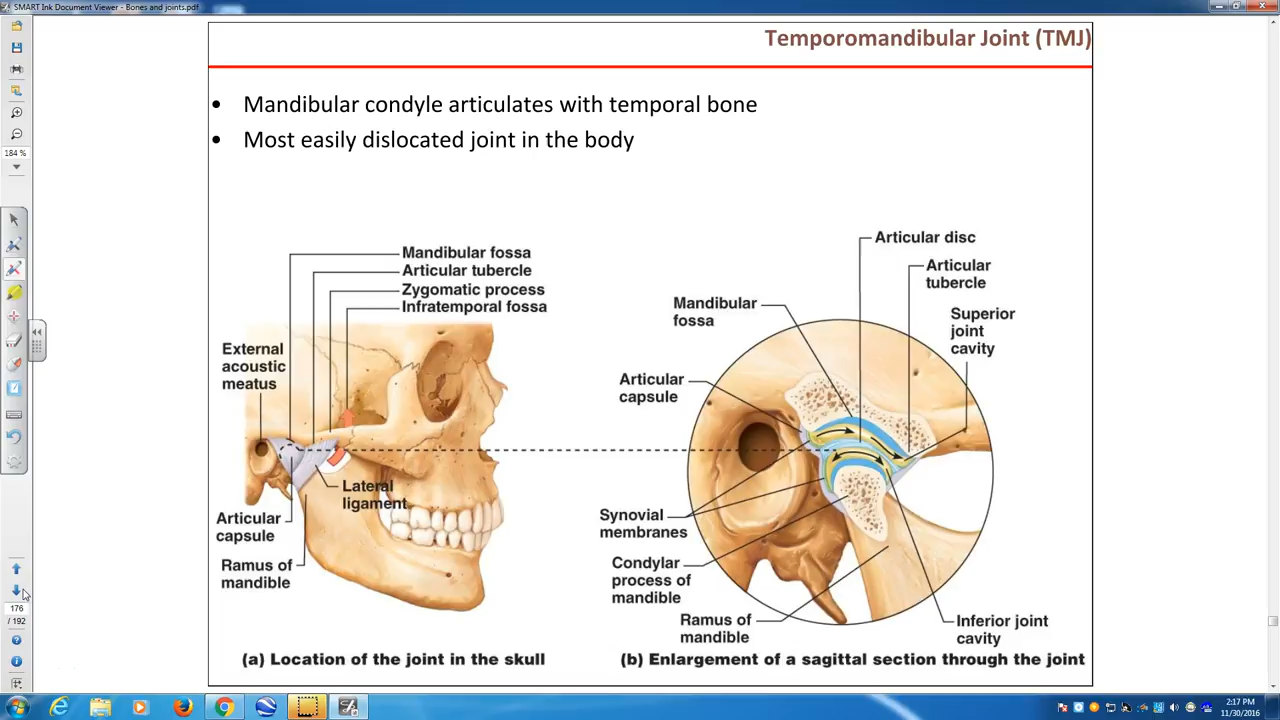 SMART Ink Document Viewer - Bones and joints.pdf
Temporomandibular Joint (TMJ)
• Mandibular condyle articulates with temporal bone
• Most easily dislocated joint in the body
184 %
Mandibular fossa
Articular tubercle
Zygomatic process
Infratemporal fossa
External
acoustic
meatus
Lateral
ligament
Articular
capsule
Ramus of
mandible
(a) Location of the joint in the skull
Articular disc
Articular
tubercle
Mandibular
fossa
Superior
joint
cavity
Articular
capsule
Synovial
membranes
Condylar
process of
mandible
Ramus of
mandible
Inferior joint
cavity
(b) Enlargement of a sagittal section through the joint
176
/ 192
2:17 PM
11/30/2016